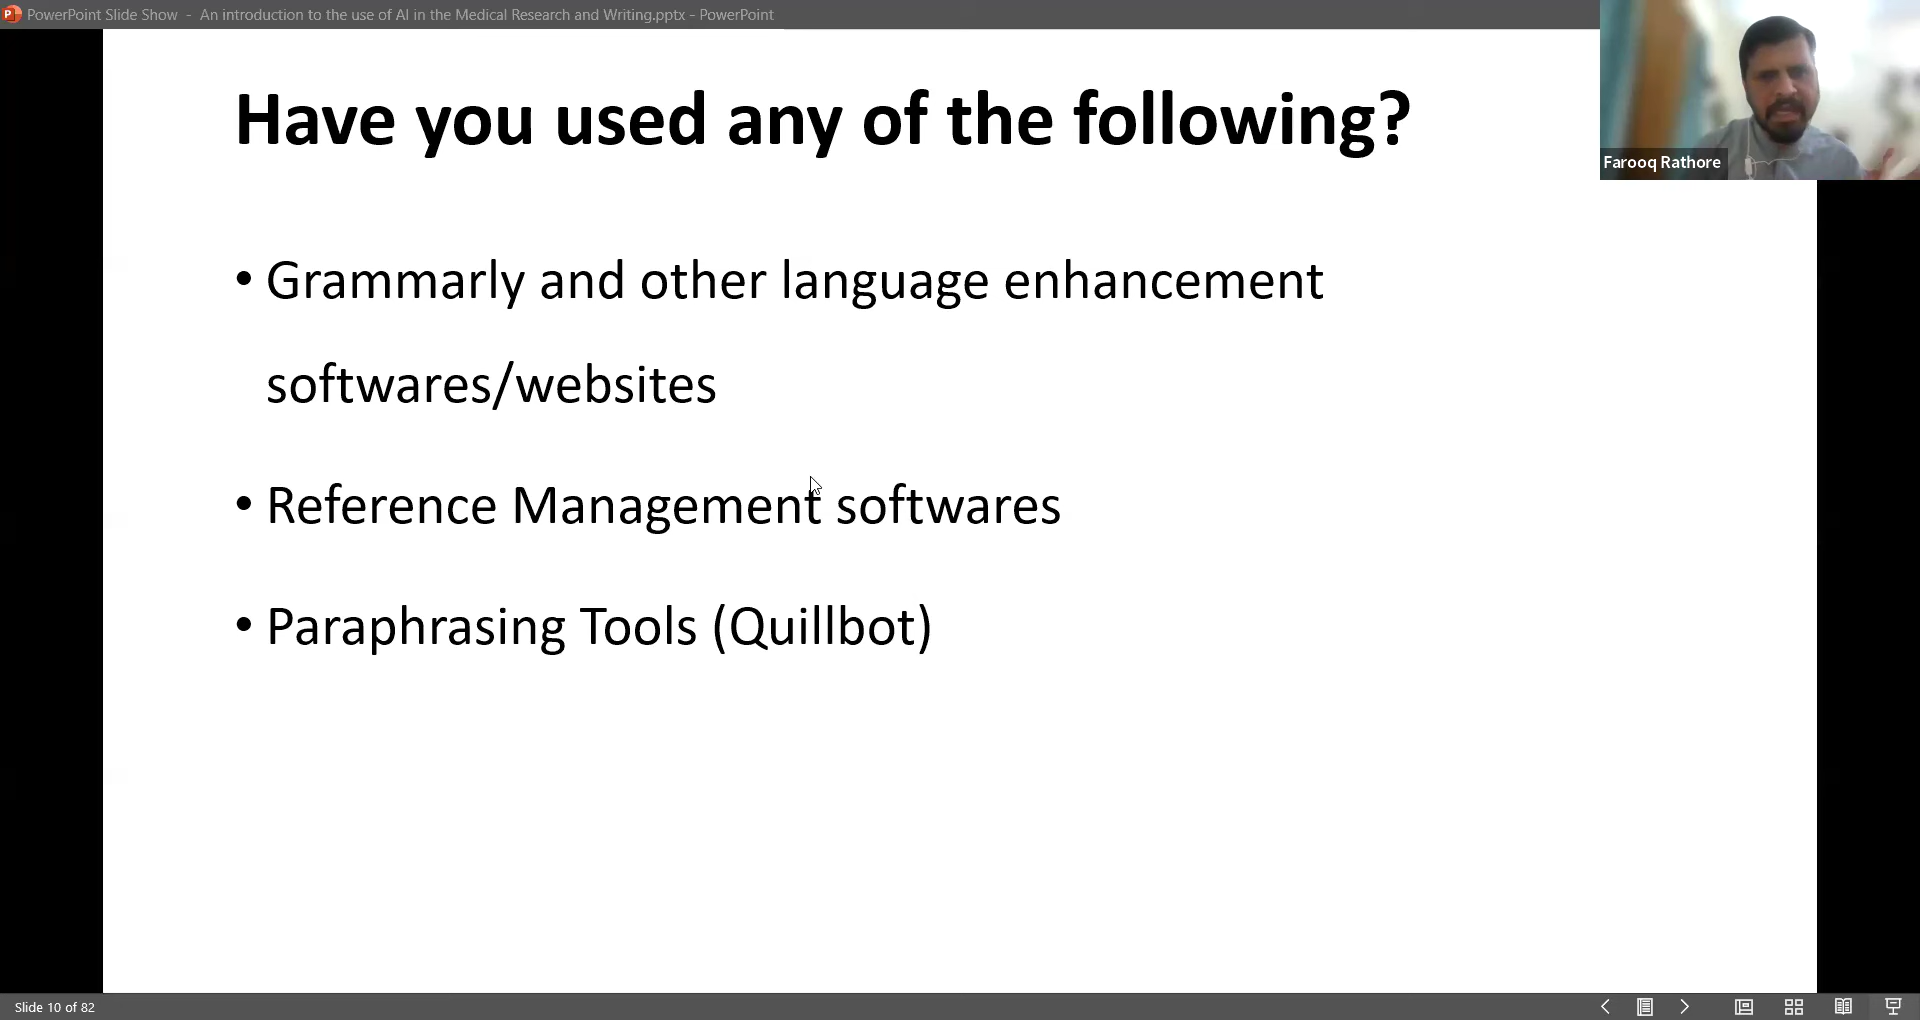 PowerPoint Slide Show - An introduction to the use of AI in the Medical Research and Writing.pptx - PowerPoint
Farooq Rathore
Have you used any of the following?
• Grammarly and other language enhancement
softwares/websites
• Reference Management softwares
• Paraphrasing Tools (Quillbot)
Slide 10 of 82